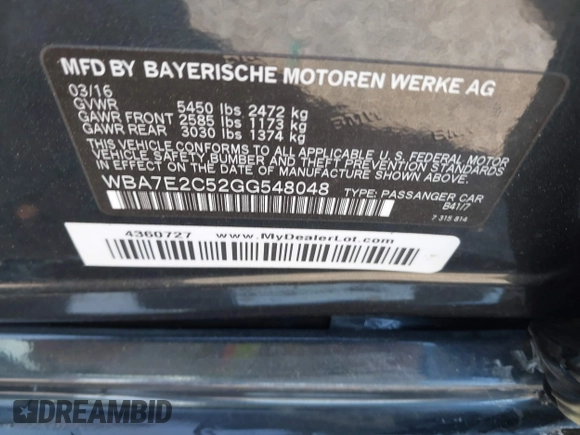 MFD BY BAYERISCHE MOTOREN WERKE AG
03/16
GVWR 5450 lbs 2472 kg
GAWR FRONT 2585 lbs 1173 kg
GAWR REAR 3030 lbs 1374 kg
THIS VEHICLE CONFORMS TO ALL APPLICABLE U.S. FEDERAL MOTOR
VEHICLE SAFETY, BUMPER, AND THEFT PREVENTION STANDARDS
IN EFFECT ON THE DATE OF MANUFACTURE SHOWN ABOVE.
WBA7E2C52GG548048 TYPE: PASSANGER CAR
B41/7
7 315 814
4360727 www.MyDealerLot.com
DREAMBID